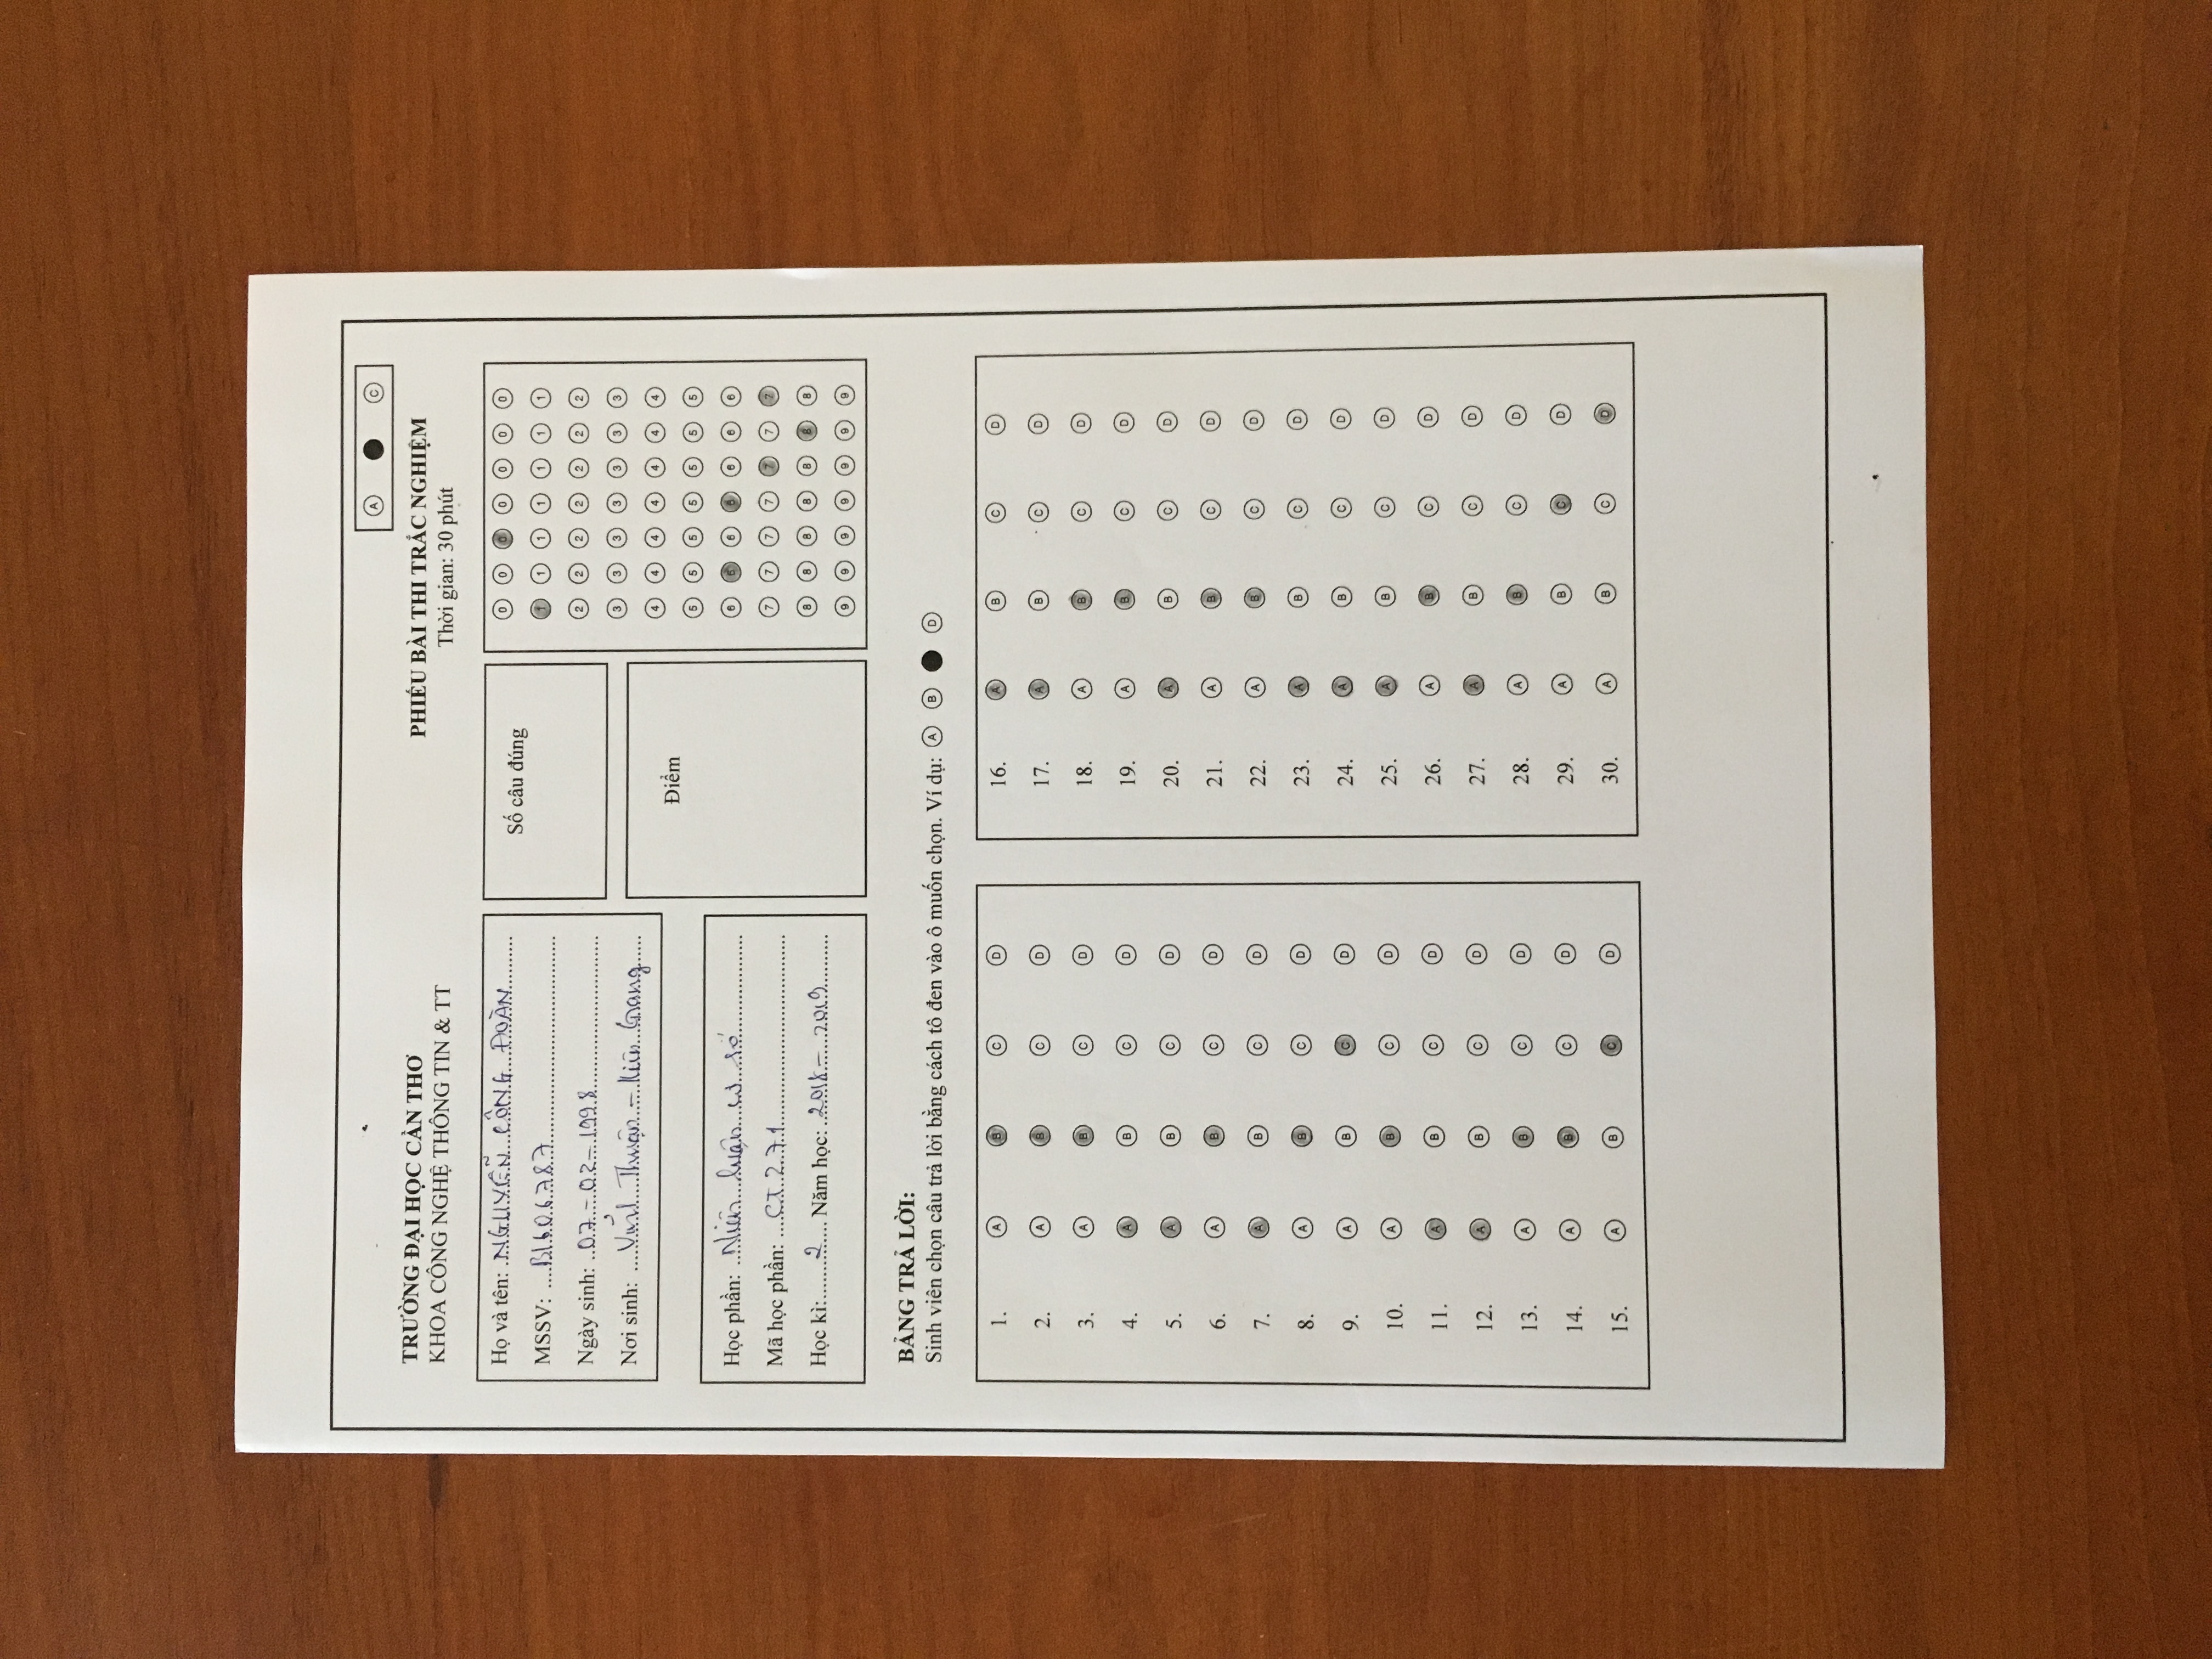 A C
TRƯỜNG ĐẠI HỌC CẦN THƠ
KHOA CÔNG NGHỆ THÔNG TIN & TT
PHIẾU BÀI THI TRẮC NGHIỆM
Thời gian: 30 phút
Họ và tên: NGUYỄN CÔNG ĐOÀN
MSSV: B1606787
Ngày sinh: 07-02-1998
Nơi sinh: Vĩnh Thuận - Kiên Giang
Học phần: Niên luận cơ sở
Mã học phần: CT271
Học kì: 2 Năm học: 2018-2019
Số câu đúng
Điểm
0 0 0 0 0 0 0
1 1 1 1 1 1 1
2 2 2 2 2 2 2
3 3 3 3 3 3 3
4 4 4 4 4 4 4
5 5 5 5 5 5 5
6 6 6 6 6 6 6
7 7 7 7 7 7 7
8 8 8 8 8 8 8
9 9 9 9 9 9 9
BẢNG TRẢ LỜI:
Sinh viên chọn câu trả lời bằng cách tô đen vào ô muốn chọn. Ví dụ: A B D
1. A B C D
2. A B C D
3. A B C D
4. A B C D
5. A B C D
6. A B C D
7. A B C D
8. A B C D
9. A B C D
10. A B C D
11. A B C D
12. A B C D
13. A B C D
14. A B C D
15. A B C D
16. A B C D
17. A B C D
18. A B C D
19. A B C D
20. A B C D
21. A B C D
22. A B C D
23. A B C D
24. A B C D
25. A B C D
26. A B C D
27. A B C D
28. A B C D
29. A B C D
30. A B C D